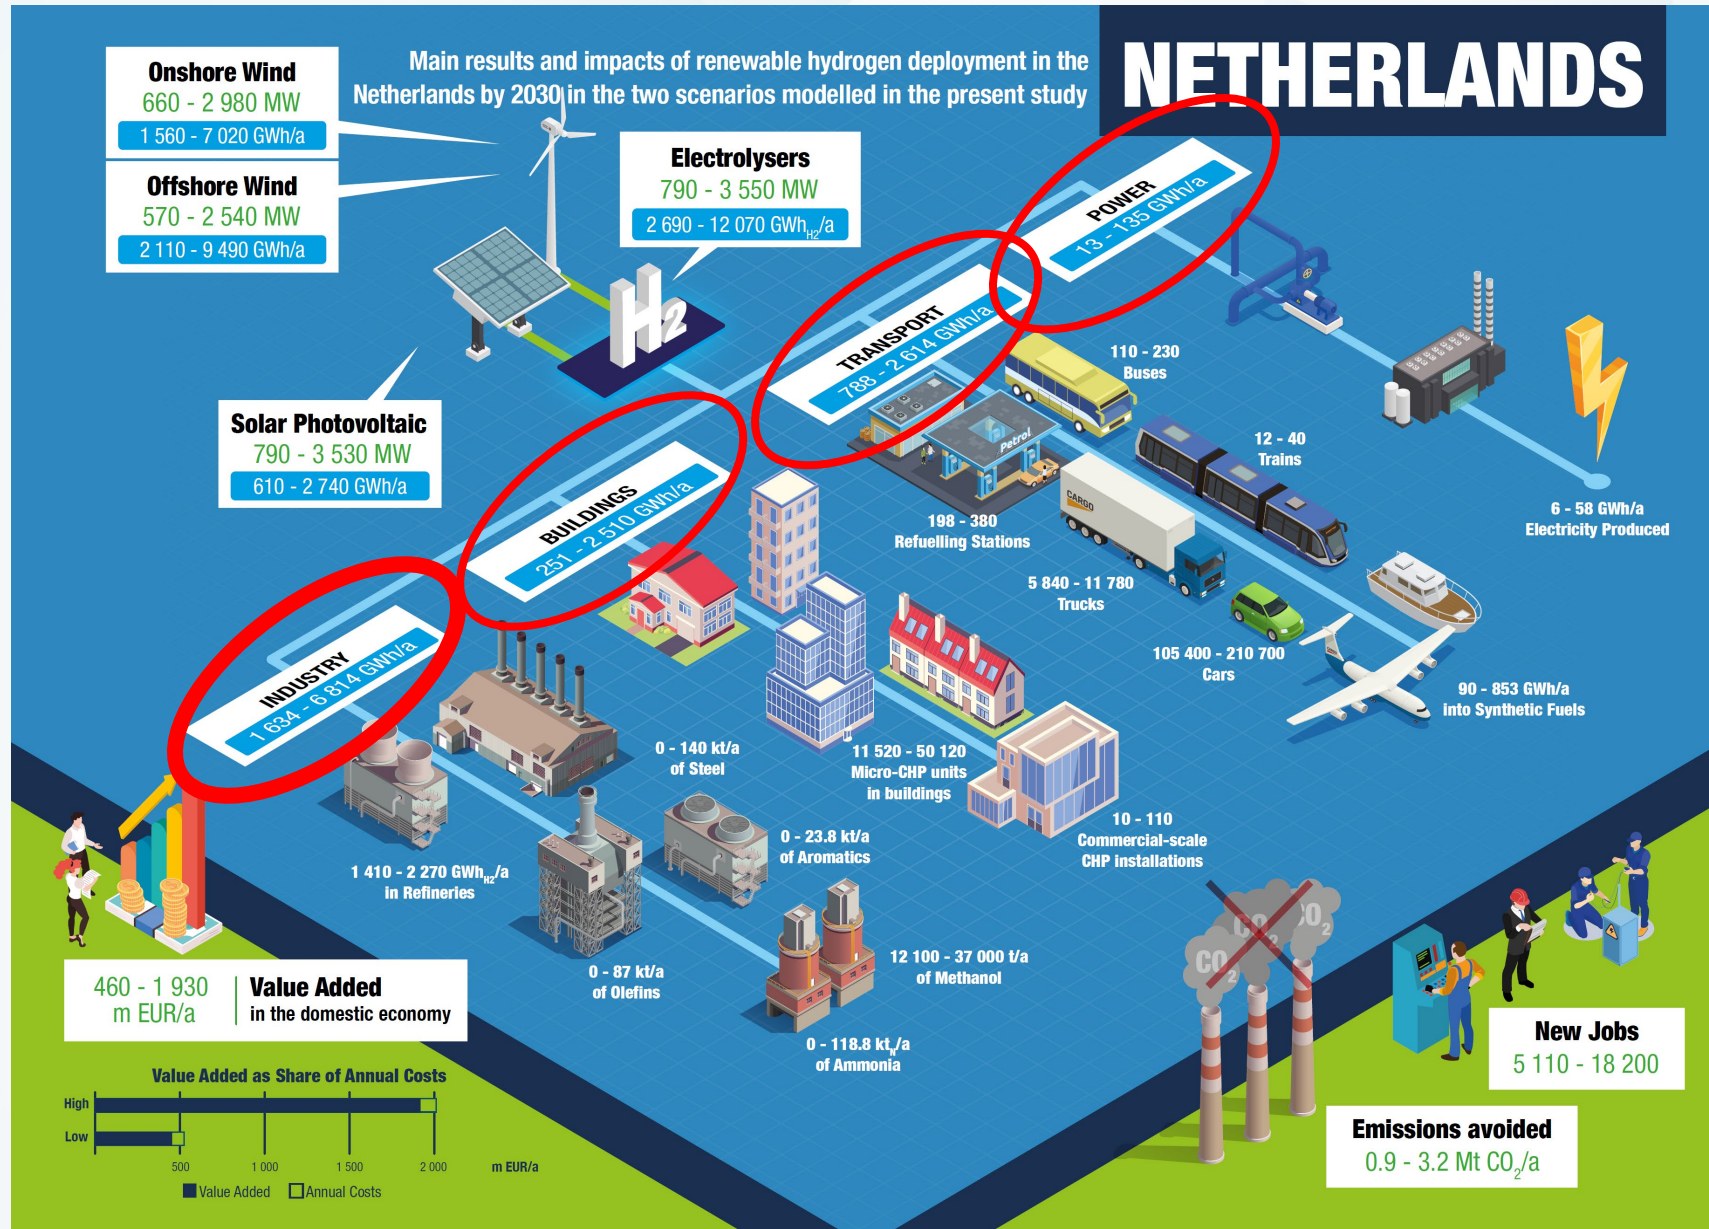 NETHERLANDS
Main results and impacts of renewable hydrogen deployment in the
Netherlands by 2030 in the two scenarios modelled in the present study
Onshore Wind
660 - 2 980 MW
1 560 - 7 020 GWh/a
Offshore Wind
570 - 2 540 MW
2 110 - 9 490 GWh/a
Electrolysers
790 - 3 550 MW
2 690 - 12 070 GWh_H2/a
H2
Solar Photovoltaic
790 - 3 530 MW
610 - 2 740 GWh/a
POWER
13 - 135 GWh/a
TRANSPORT
788 - 2 614 GWh/a
BUILDINGS
251 - 2 510 GWh/a
INDUSTRY
1 634 - 6 814 GWh/a
110 - 230
Buses
12 - 40
Trains
Petrol
CARGO
198 - 380
Refuelling Stations
5 840 - 11 780
Trucks
105 400 - 210 700
Cars
6 - 58 GWh/a
Electricity Produced
90 - 853 GWh/a
into Synthetic Fuels
0 - 140 kt/a
of Steel
11 520 - 50 120
Micro-CHP units
in buildings
10 - 110
Commercial-scale
CHP installations
0 - 23.8 kt/a
of Aromatics
1 410 - 2 270 GWh_H2/a
in Refineries
0 - 87 kt/a
of Olefins
12 100 - 37 000 t/a
of Methanol
0 - 118.8 kt_N/a
of Ammonia
CO2
CO2
CO2
460 - 1 930
m EUR/a
Value Added
in the domestic economy
Value Added as Share of Annual Costs
High
Low
500
1 000
1 500
2 000
m EUR/a
Value Added
Annual Costs
New Jobs
5 110 - 18 200
Emissions avoided
0.9 - 3.2 Mt CO2/a